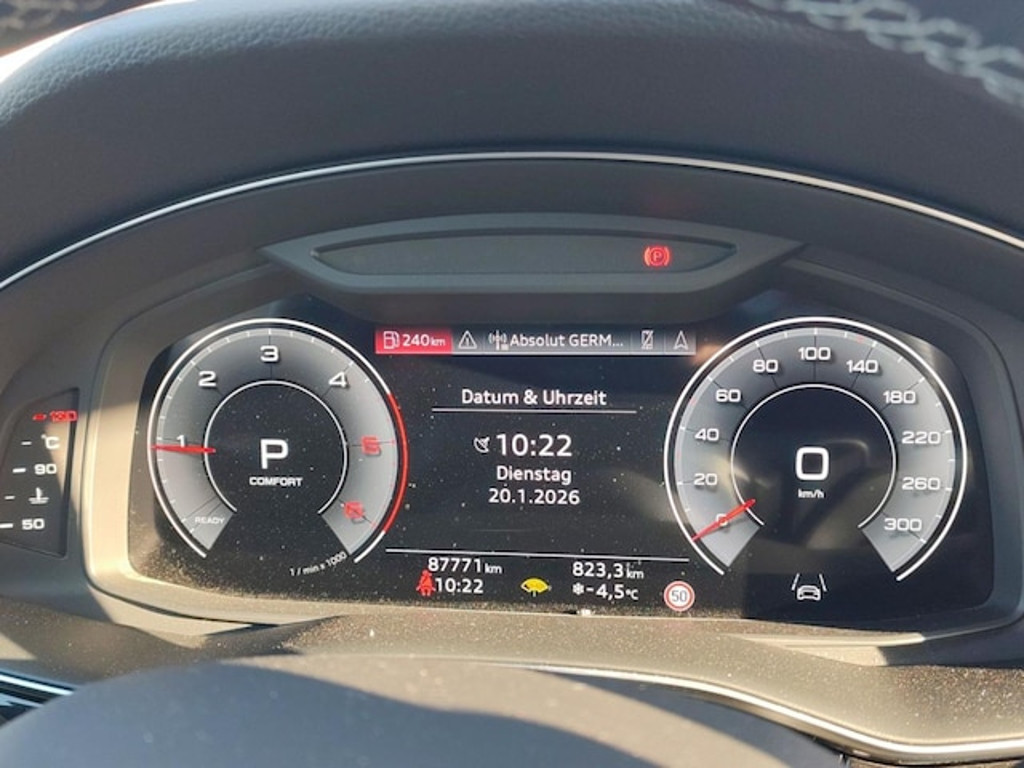 P
240 km Absolut GERM...
Datum & Uhrzeit
10:22
Dienstag
20.1.2026
87771 km
10:22
823,3 km
-4,5 °C
50
1 2 3 4 5 6
P
COMFORT
READY
1 / min x 1000
0 20 40 60 80 100 140 180 220 260 300
0
km/h
130
°C
90
50